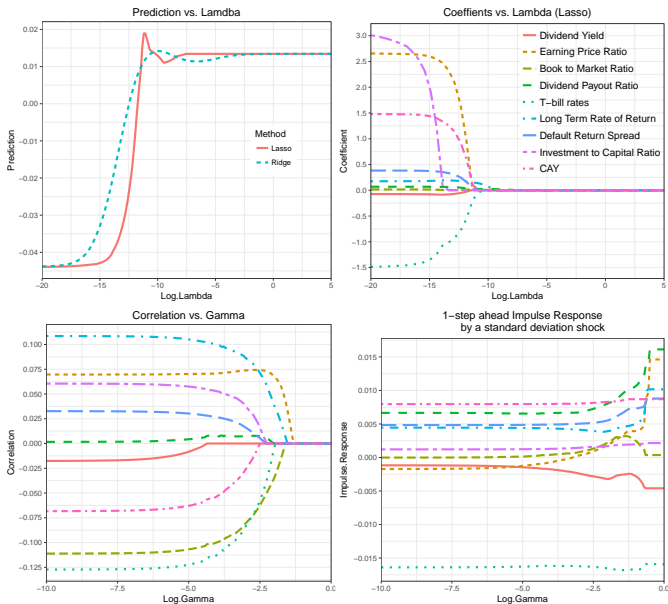 Prediction vs. Lamdba
0.02
0.01
0.00
−0.01
−0.02
−0.03
−0.04
Prediction
−20 −15 −10 −5 0 5
Log.Lambda
Method
Lasso
Ridge
Coeffients vs. Lambda (Lasso)
3.0
2.5
2.0
1.5
1.0
0.5
0.0
−0.5
−1.0
−1.5
Coefficient
−20 −15 −10 −5 0 5
Log.Lambda
Dividend Yield
Earning Price Ratio
Book to Market Ratio
Dividend Payout Ratio
T−bill rates
Long Term Rate of Return
Default Return Spread
Investment to Capital Ratio
CAY
Correlation vs. Gamma
0.100
0.075
0.050
0.025
0.000
−0.025
−0.050
−0.075
−0.100
−0.125
Correlation
−10.0 −7.5 −5.0 −2.5 0.0
Log.Gamma
1−step ahead Impulse Response
by a standard deviation shock
0.015
0.010
0.005
0.000
−0.005
−0.010
−0.015
Impulse.Response
−10.0 −7.5 −5.0 −2.5 0.0
Log.Gamma